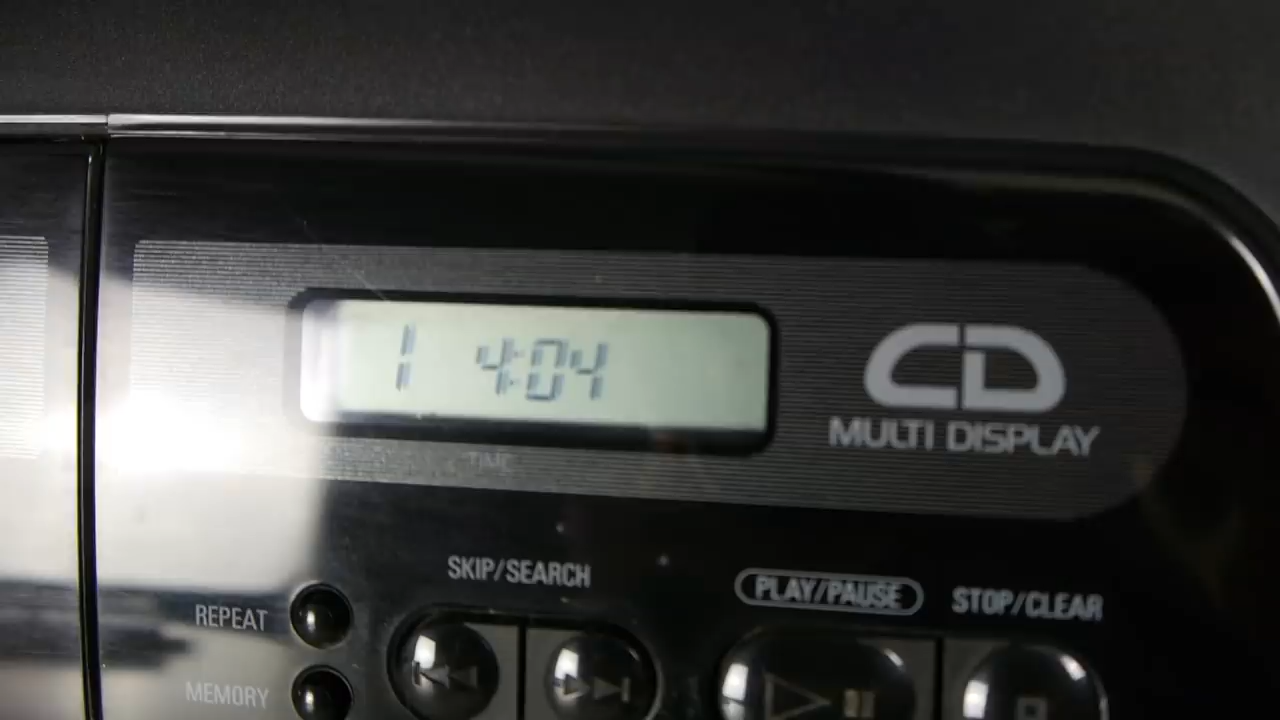 1 4:04
CD
MULTI DISPLAY
TIME
SKIP/SEARCH
PLAY/PAUSE
STOP/CLEAR
REPEAT
MEMORY